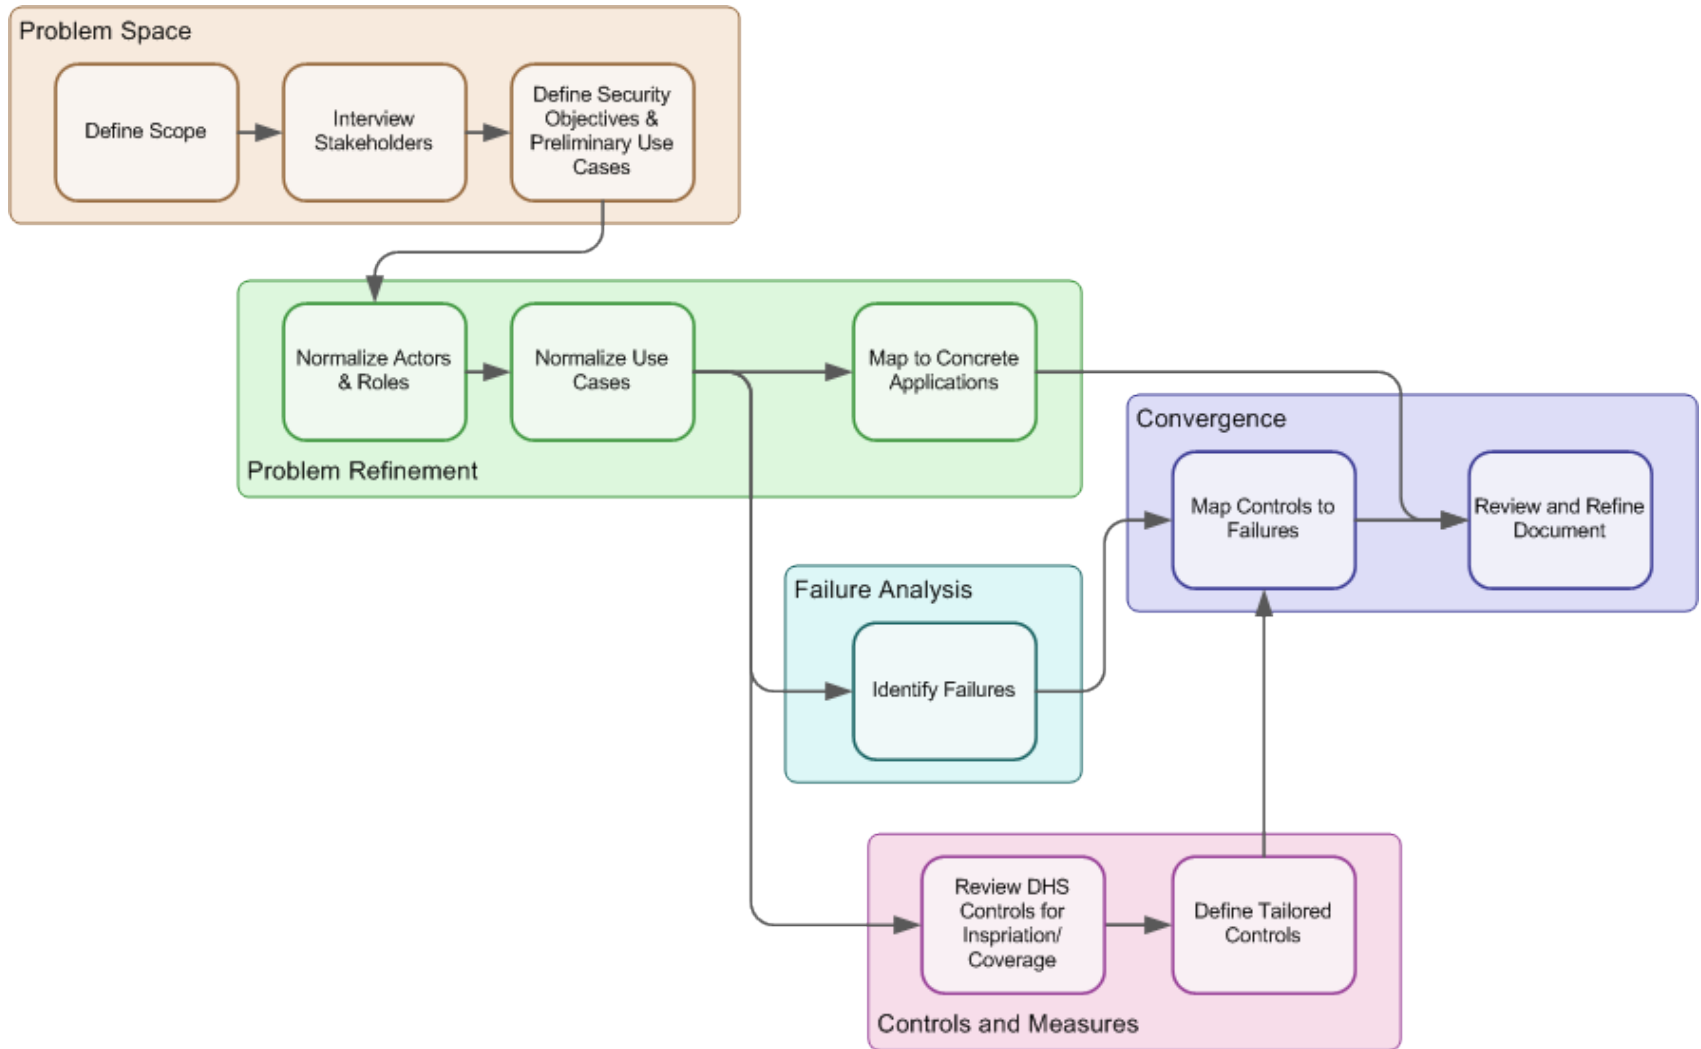 Problem Space
Define Scope
Interview
Stakeholders
Define Security
Objectives &
Preliminary Use
Cases
Normalize Actors
& Roles
Normalize Use
Cases
Map to Concrete
Applications
Problem Refinement
Convergence
Map Controls to
Failures
Review and Refine
Document
Failure Analysis
Identify Failures
Review DHS
Controls for
Inspriation/
Coverage
Define Tailored
Controls
Controls and Measures